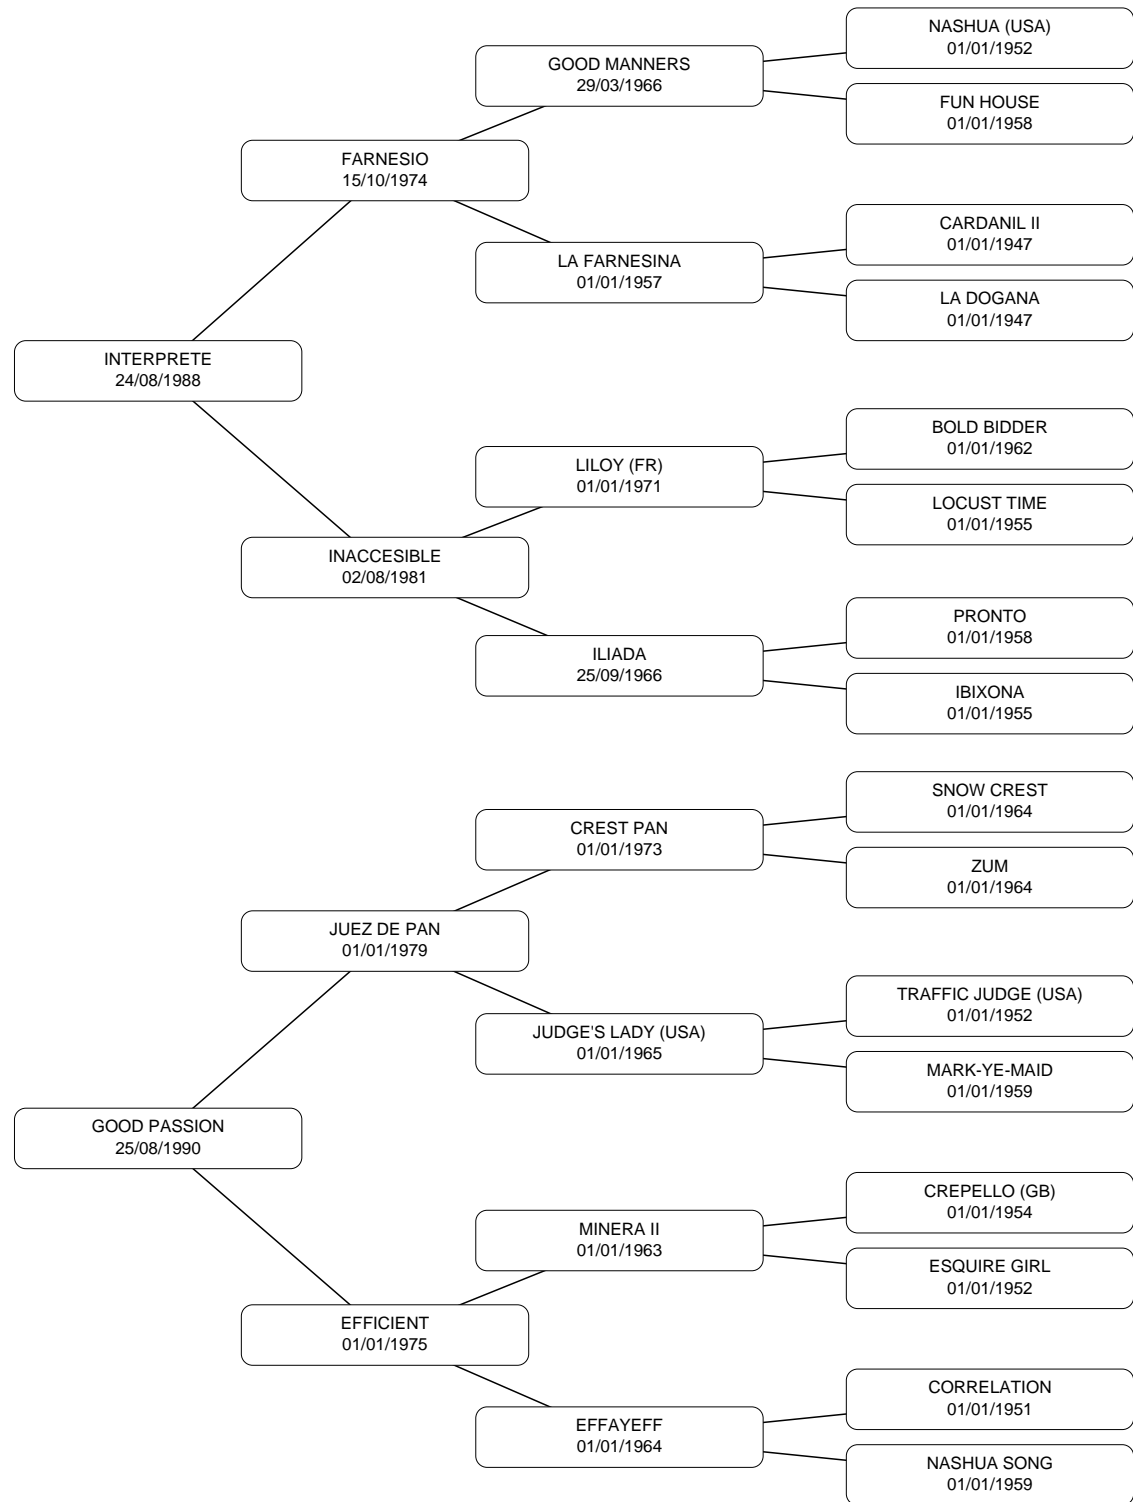 NASHUA (USA)
01/01/1952
GOOD MANNERS
29/03/1966
FUN HOUSE
01/01/1958
FARNESIO
15/10/1974
CARDANIL II
01/01/1947
LA FARNESINA
01/01/1957
LA DOGANA
01/01/1947
INTERPRETE
24/08/1988
BOLD BIDDER
01/01/1962
LILOY (FR)
01/01/1971
LOCUST TIME
01/01/1955
INACCESIBLE
02/08/1981
PRONTO
01/01/1958
ILIADA
25/09/1966
IBIXONA
01/01/1955
SNOW CREST
01/01/1964
CREST PAN
01/01/1973
ZUM
01/01/1964
JUEZ DE PAN
01/01/1979
TRAFFIC JUDGE (USA)
01/01/1952
JUDGE'S LADY (USA)
01/01/1965
MARK-YE-MAID
01/01/1959
GOOD PASSION
25/08/1990
CREPELLO (GB)
01/01/1954
MINERA II
01/01/1963
ESQUIRE GIRL
01/01/1952
EFFICIENT
01/01/1975
CORRELATION
01/01/1951
EFFAYEFF
01/01/1964
NASHUA SONG
01/01/1959